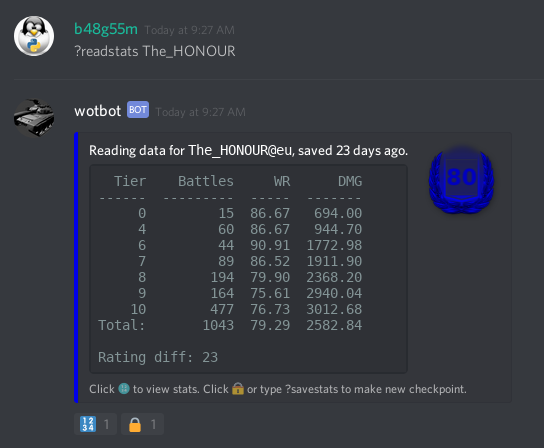 b48g55m Today at 9:27 AM
?readstats The_HONOUR
wotbot BOT Today at 9:27 AM
Reading data for The_HONOUR@eu, saved 23 days ago.
80
Tier Battles WR DMG
------ --------- ----- -------
0 15 86.67 694.00
4 60 86.67 944.70
6 44 90.91 1772.98
7 89 86.52 1911.90
8 194 79.90 2368.20
9 164 75.61 2940.04
10 477 76.73 3012.68
Total: 1043 79.29 2582.84
Rating diff: 23
Click to view stats. Click or type ?savestats to make new checkpoint.
1234 1 1